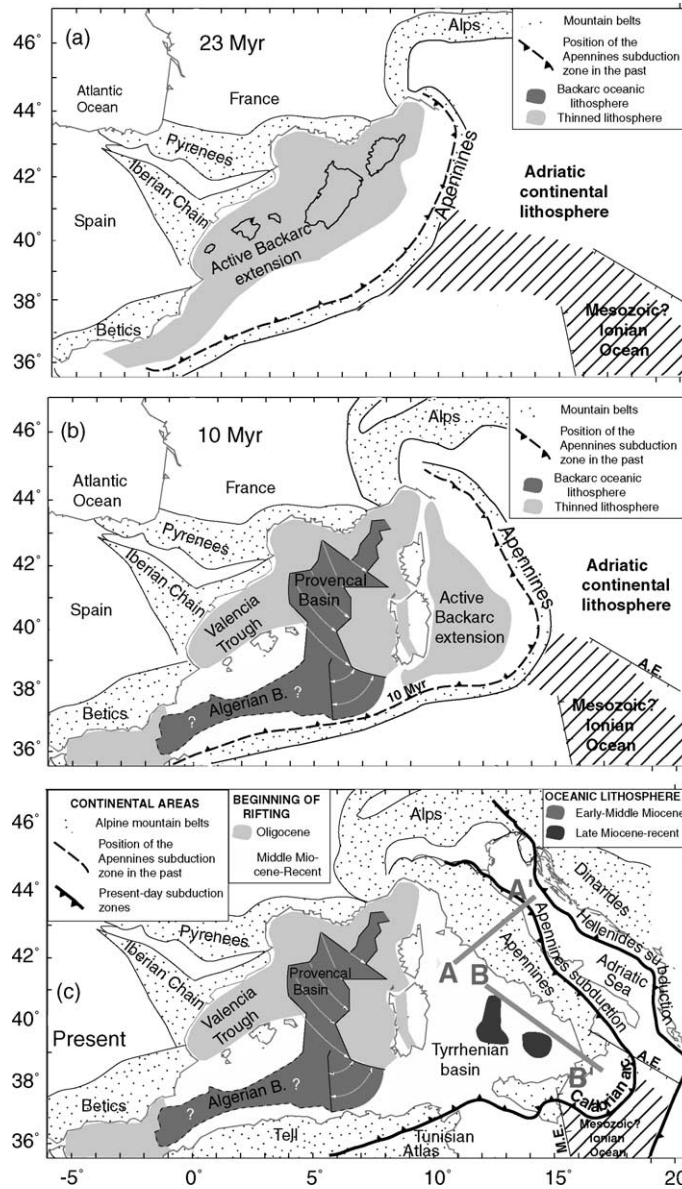 46°
44°
42°
40°
38°
36°
(a)
23 Myr
Atlantic
Ocean
France
Alps
Pyrenees
Iberian Chain
Spain
Active Backarc
extension
Betics
Apennines
Adriatic
continental
lithosphere
Mesozoic?
Ionian
Ocean
Mountain belts
Position of the
Apennines subduction
zone in the past
Backarc oceanic
lithosphere
Thinned lithosphere
46°
44°
42°
40°
38°
36°
(b)
10 Myr
Atlantic
Ocean
France
Alps
Pyrenees
Iberian Chain
Spain
Valencia
Trough
Provencal
Basin
Active
Backarc
extension
Algerian B.
?
?
10 Myr
Betics
Apennines
Adriatic
continental
lithosphere
A.E.
Mesozoic?
Ionian
Ocean
Mountain belts
Position of the
Apennines subduction
zone in the past
Backarc oceanic
lithosphere
Thinned lithosphere
46°
44°
42°
40°
38°
36°
CONTINENTAL AREAS
Alpine mountain belts
Position of the
Apennines subduction
zone in the past
Present-day subduction
zones
BEGINNING OF
RIFTING
Oligocene
Middle Mio-
cene-Recent
OCEANIC LITHOSPHERE
Early-Middle Miocene
Late Miocene-recent
Alps
Dinarides
Hellenides subduction
Adriatic
Sea
Apennines subduction
Apennines
A
A'
B
B'
Pyrenees
Iberian Chain
(c)
Present
Valencia
Trough
Provencal
Basin
Tyrrhenian
basin
A.E.
Calabrian arc
Algerian B.
?
?
Betics
Tell
Tunisian
Atlas
M.E.
Mesozoic?
Ionian
Ocean
-5°
0°
5°
10°
15°
20